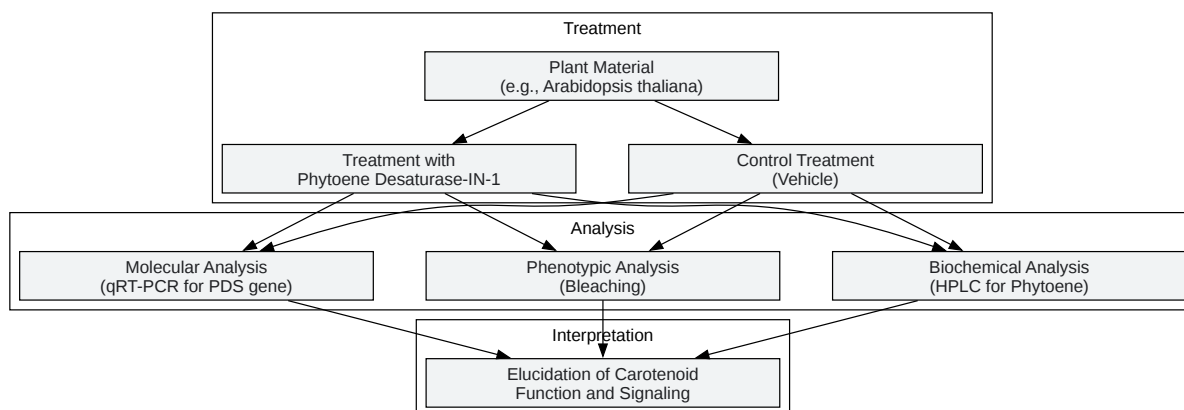 Treatment
Plant Material
(e.g., Arabidopsis thaliana)
Treatment with
Phytoene Desaturase-IN-1
Control Treatment
(Vehicle)
Analysis
Molecular Analysis
(qRT-PCR for PDS gene)
Phenotypic Analysis
(Bleaching)
Biochemical Analysis
(HPLC for Phytoene)
Interpretation
Elucidation of Carotenoid
Function and Signaling